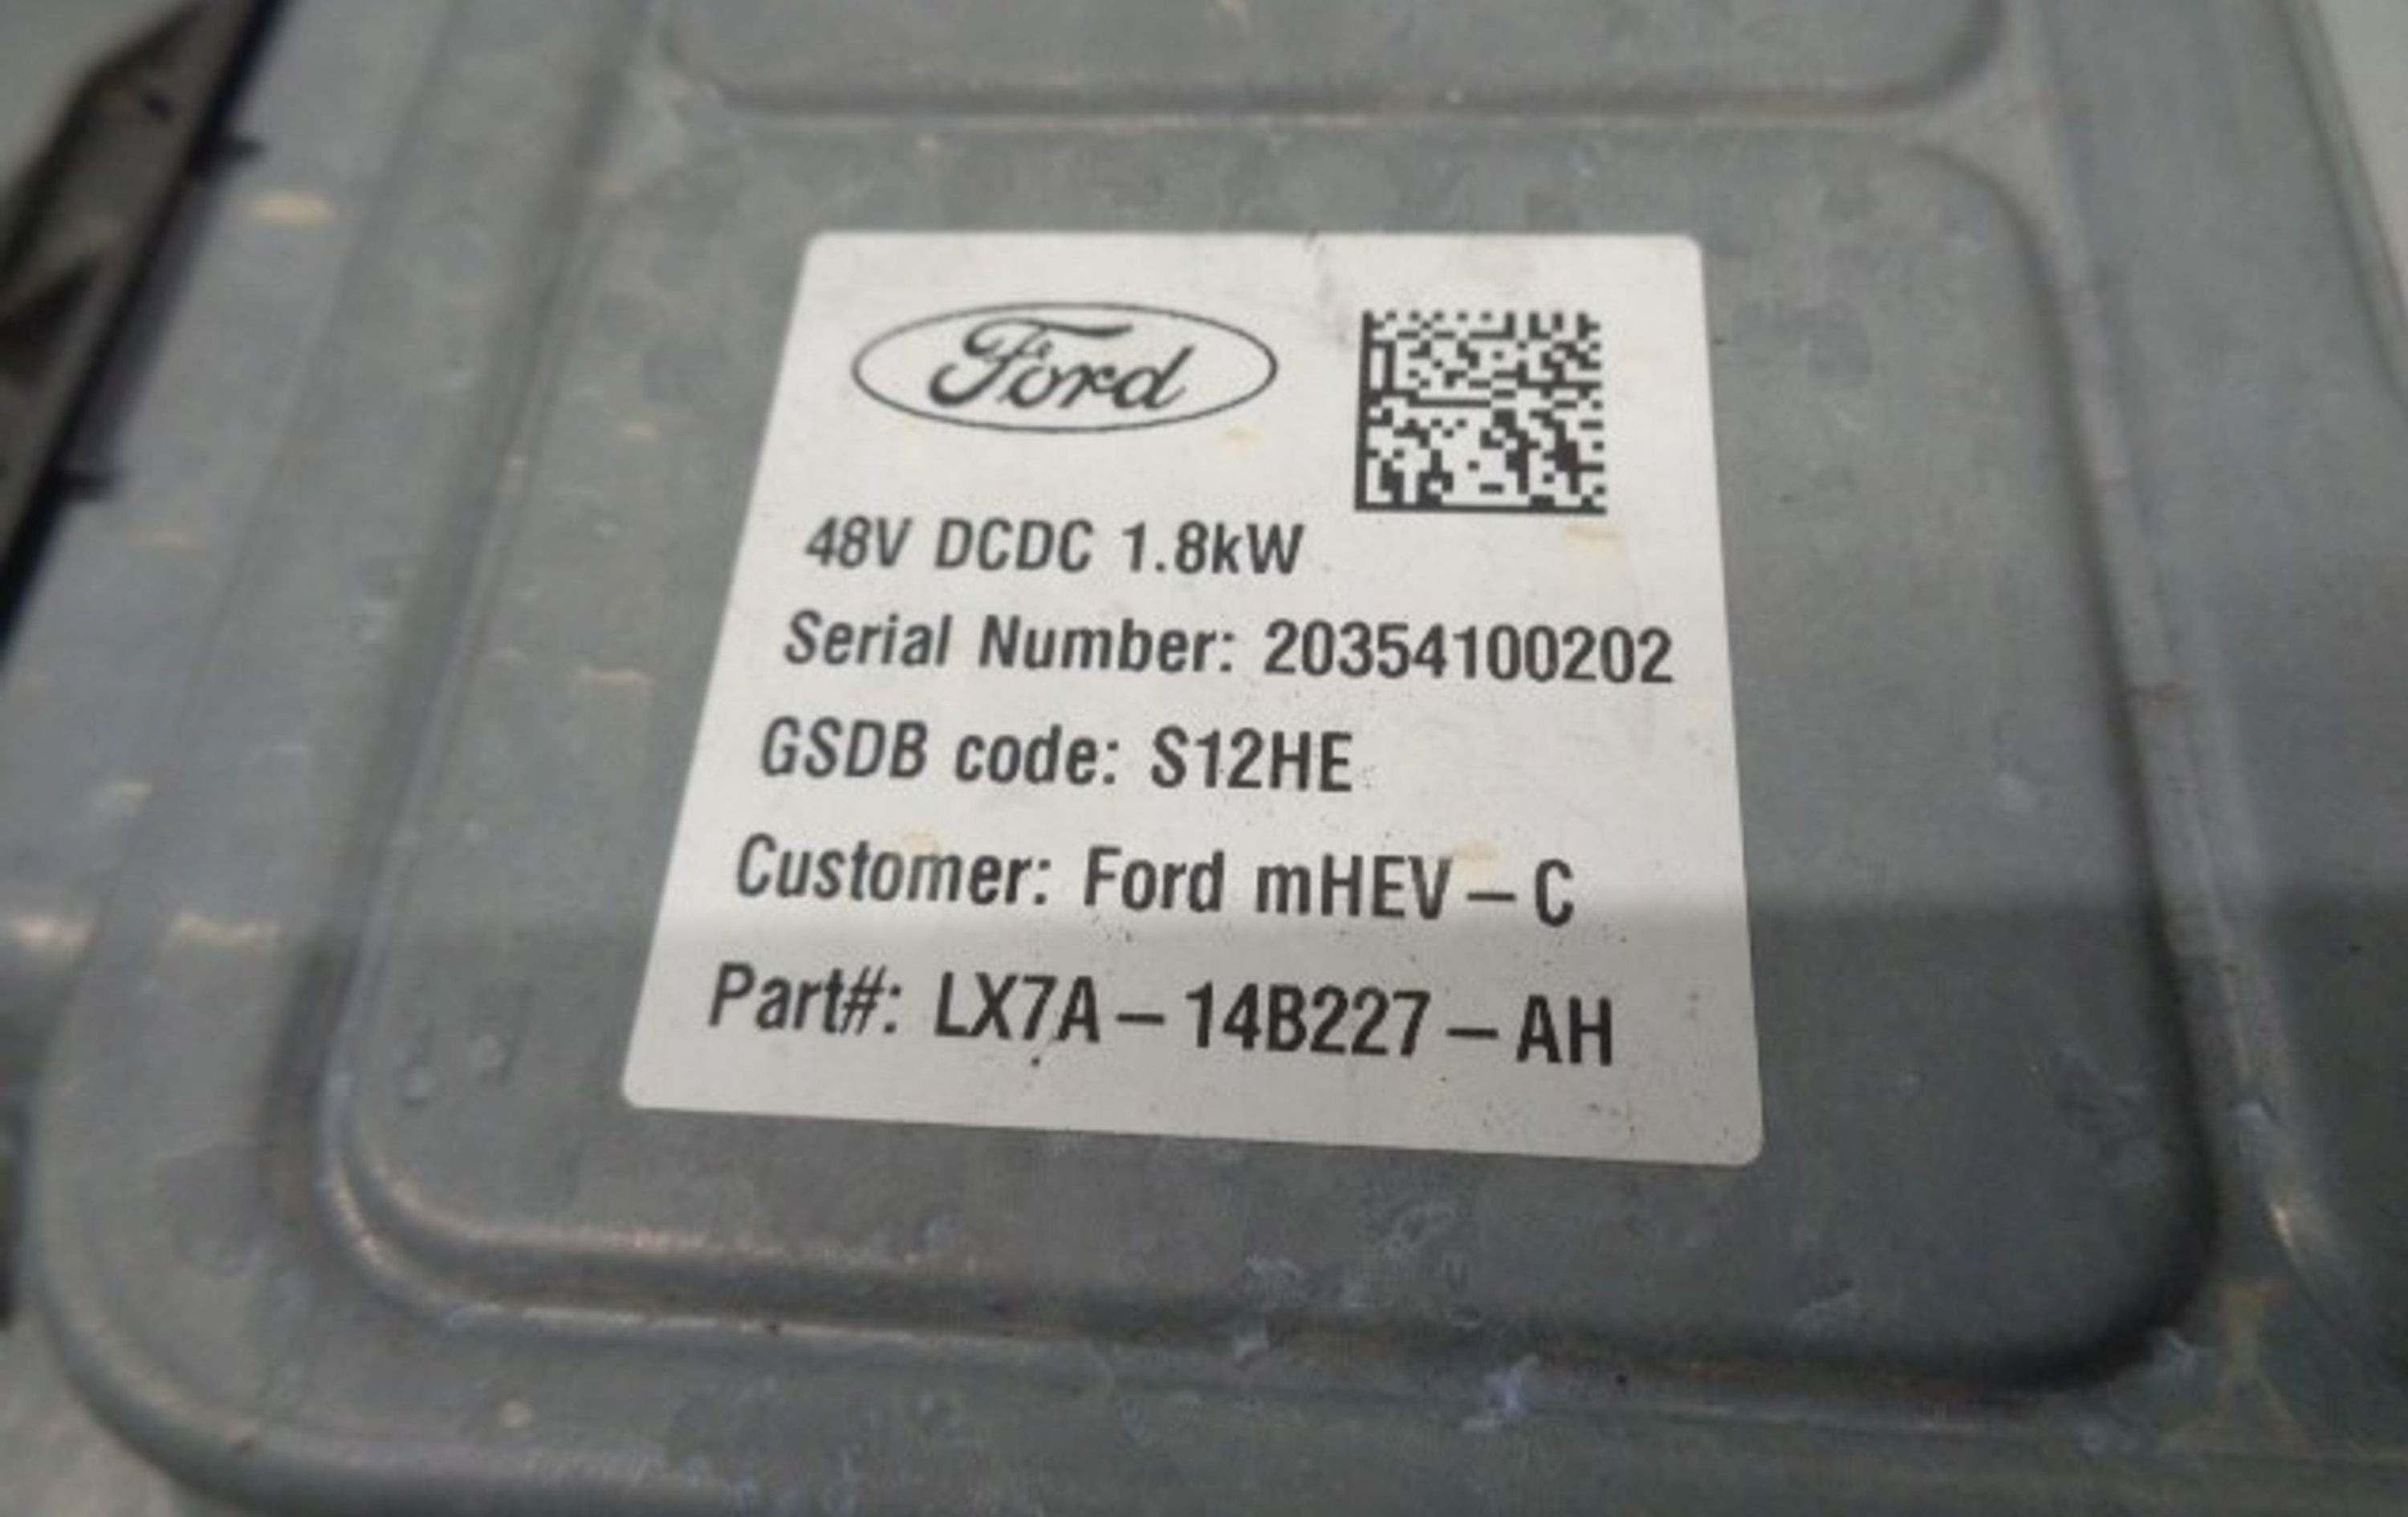 Ford
48V DCDC 1.8kW
Serial Number: 20354100202
GSDB code: S12HE
Customer: Ford mHEV – C
Part#: LX7A – 14B227 – AH